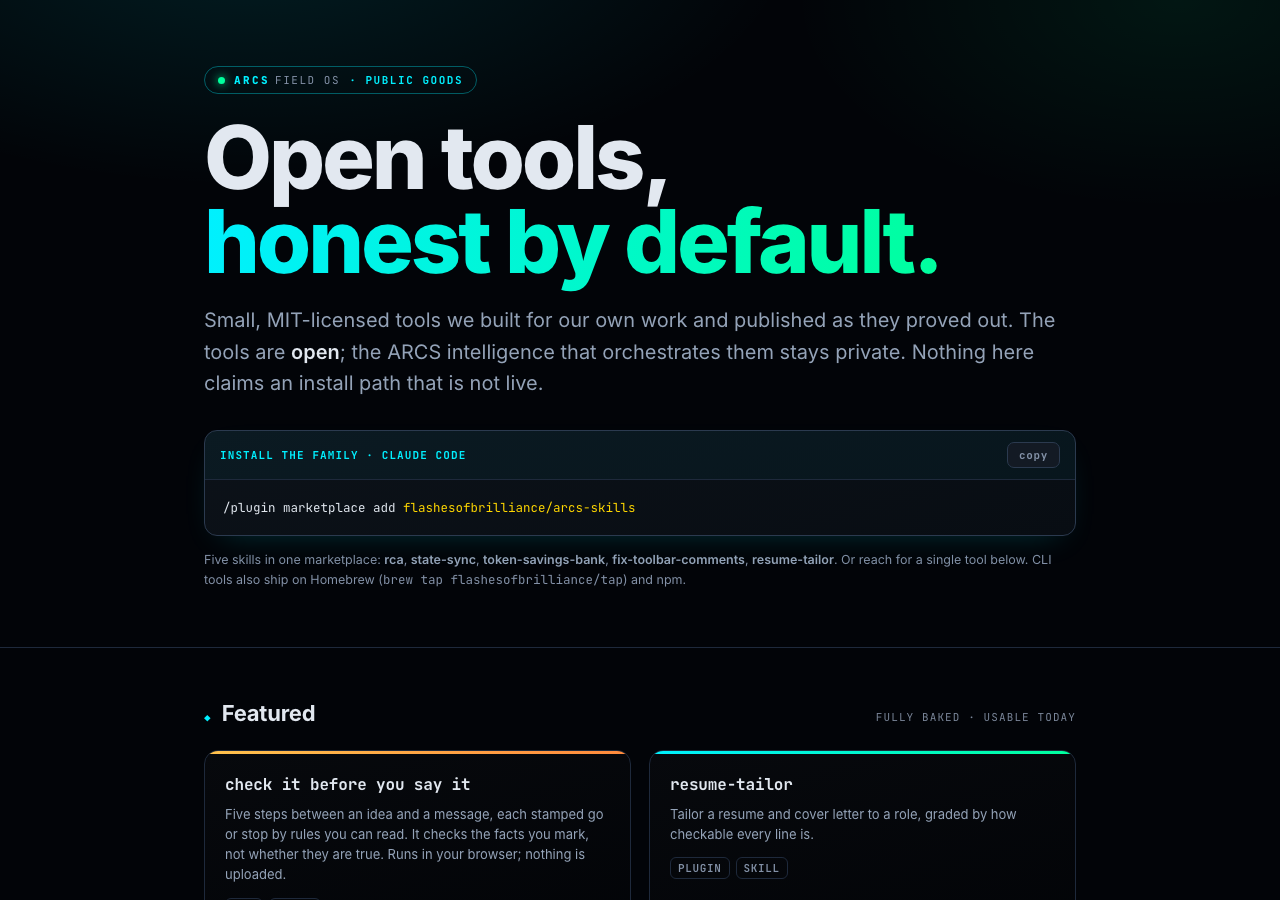 ARCS FIELD OS · PUBLIC GOODS
Open tools,
honest by default.
Small, MIT-licensed tools we built for our own work and published as they proved out. The
tools are open; the ARCS intelligence that orchestrates them stays private. Nothing here
claims an install path that is not live.
INSTALL THE FAMILY · CLAUDE CODE
copy
/plugin marketplace add flashesofbrilliance/arcs-skills
Five skills in one marketplace: rca, state-sync, token-savings-bank, fix-toolbar-comments, resume-tailor. Or reach for a single tool below. CLI
tools also ship on Homebrew (brew tap flashesofbrilliance/tap) and npm.
◆ Featured
FULLY BAKED · USABLE TODAY
check it before you say it
Five steps between an idea and a message, each stamped go
or stop by rules you can read. It checks the facts you mark,
not whether they are true. Runs in your browser; nothing is
uploaded.
resume-tailor
Tailor a resume and cover letter to a role, graded by how
checkable every line is.
PLUGIN SKILL